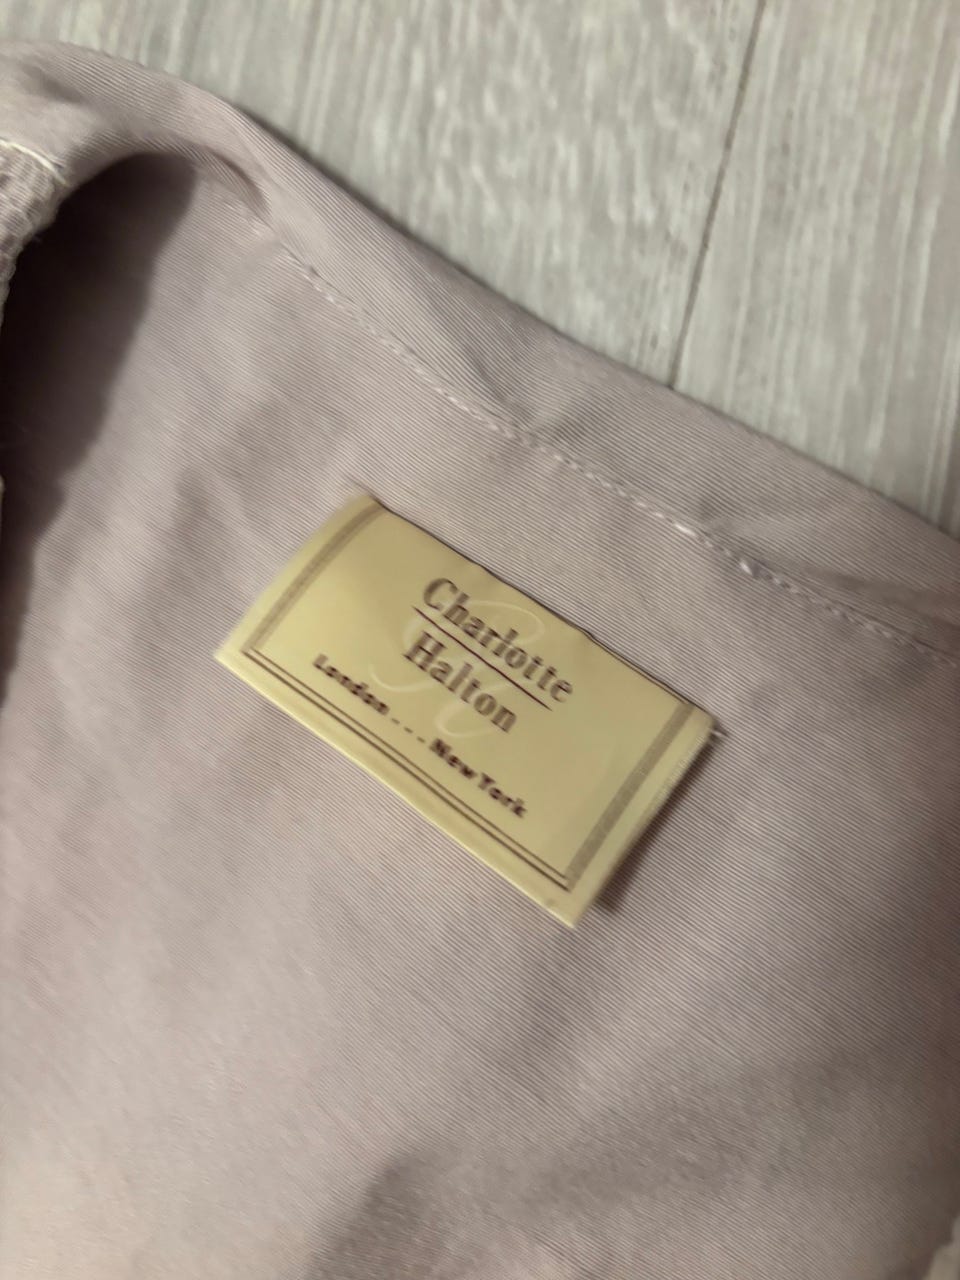 Charlotte
Halton
London - - - New York